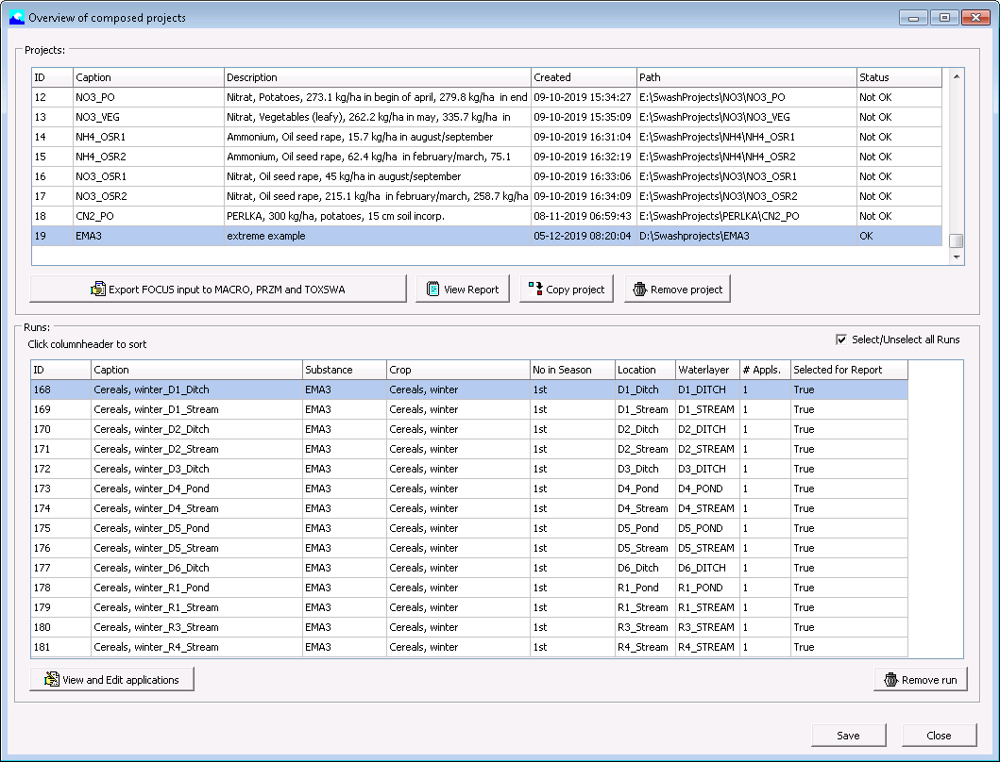 Overview of composed projects
Projects:
ID Caption Description Created Path Status
12 NO3_PO Nitrat, Potatoes, 273.1 kg/ha in begin of april, 279.8 kg/ha in end 09-10-2019 15:34:27 E:\SwashProjects\NO3\NO3_PO Not OK
13 NO3_VEG Nitrat, Vegetables (leafy), 262.2 kg/ha in may, 335.7 kg/ha in 09-10-2019 15:35:09 E:\SwashProjects\NO3\NO3_VEG Not OK
14 NH4_OSR1 Ammonium, Oil seed rape, 15.7 kg/ha in august/september 09-10-2019 16:31:04 E:\SwashProjects\NH4\NH4_OSR1 Not OK
15 NH4_OSR2 Ammonium, Oil seed rape, 62.4 kg/ha in february/march, 75.1 09-10-2019 16:32:19 E:\SwashProjects\NH4\NH4_OSR2 Not OK
16 NO3_OSR1 Nitrat, Oil seed rape, 45 kg/ha in august/september 09-10-2019 16:33:06 E:\SwashProjects\NO3\NO3_OSR1 Not OK
17 NO3_OSR2 Nitrat, Oil seed rape, 215.1 kg/ha in february/march, 258.7 kg/ha 09-10-2019 16:34:09 E:\SwashProjects\NO3\NO3_OSR2 Not OK
18 CN2_PO PERLKA, 300 kg/ha, potatoes, 15 cm soil incorp. 08-11-2019 06:59:43 E:\SwashProjects\PERLKA\CN2_PO Not OK
19 EMA3 extreme example 05-12-2019 08:20:04 D:\Swashprojects\EMA3 OK
Export FOCUS input to MACRO, PRZM and TOXSWA View Report Copy project Remove project
Runs:
Click columnheader to sort Select/Unselect all Runs
ID Caption Substance Crop No in Season Location Waterlayer # Appls. Selected for Report
168 Cereals, winter_D1_Ditch EMA3 Cereals, winter 1st D1_Ditch D1_DITCH 1 True
169 Cereals, winter_D1_Stream EMA3 Cereals, winter 1st D1_Stream D1_STREAM 1 True
170 Cereals, winter_D2_Ditch EMA3 Cereals, winter 1st D2_Ditch D2_DITCH 1 True
171 Cereals, winter_D2_Stream EMA3 Cereals, winter 1st D2_Stream D2_STREAM 1 True
172 Cereals, winter_D3_Ditch EMA3 Cereals, winter 1st D3_Ditch D3_DITCH 1 True
173 Cereals, winter_D4_Pond EMA3 Cereals, winter 1st D4_Pond D4_POND 1 True
174 Cereals, winter_D4_Stream EMA3 Cereals, winter 1st D4_Stream D4_STREAM 1 True
175 Cereals, winter_D5_Pond EMA3 Cereals, winter 1st D5_Pond D5_POND 1 True
176 Cereals, winter_D5_Stream EMA3 Cereals, winter 1st D5_Stream D5_STREAM 1 True
177 Cereals, winter_D6_Ditch EMA3 Cereals, winter 1st D6_Ditch D6_DITCH 1 True
178 Cereals, winter_R1_Pond EMA3 Cereals, winter 1st R1_Pond R1_POND 1 True
179 Cereals, winter_R1_Stream EMA3 Cereals, winter 1st R1_Stream R1_STREAM 1 True
180 Cereals, winter_R3_Stream EMA3 Cereals, winter 1st R3_Stream R3_STREAM 1 True
181 Cereals, winter_R4_Stream EMA3 Cereals, winter 1st R4_Stream R4_STREAM 1 True
View and Edit applications Remove run
Save Close